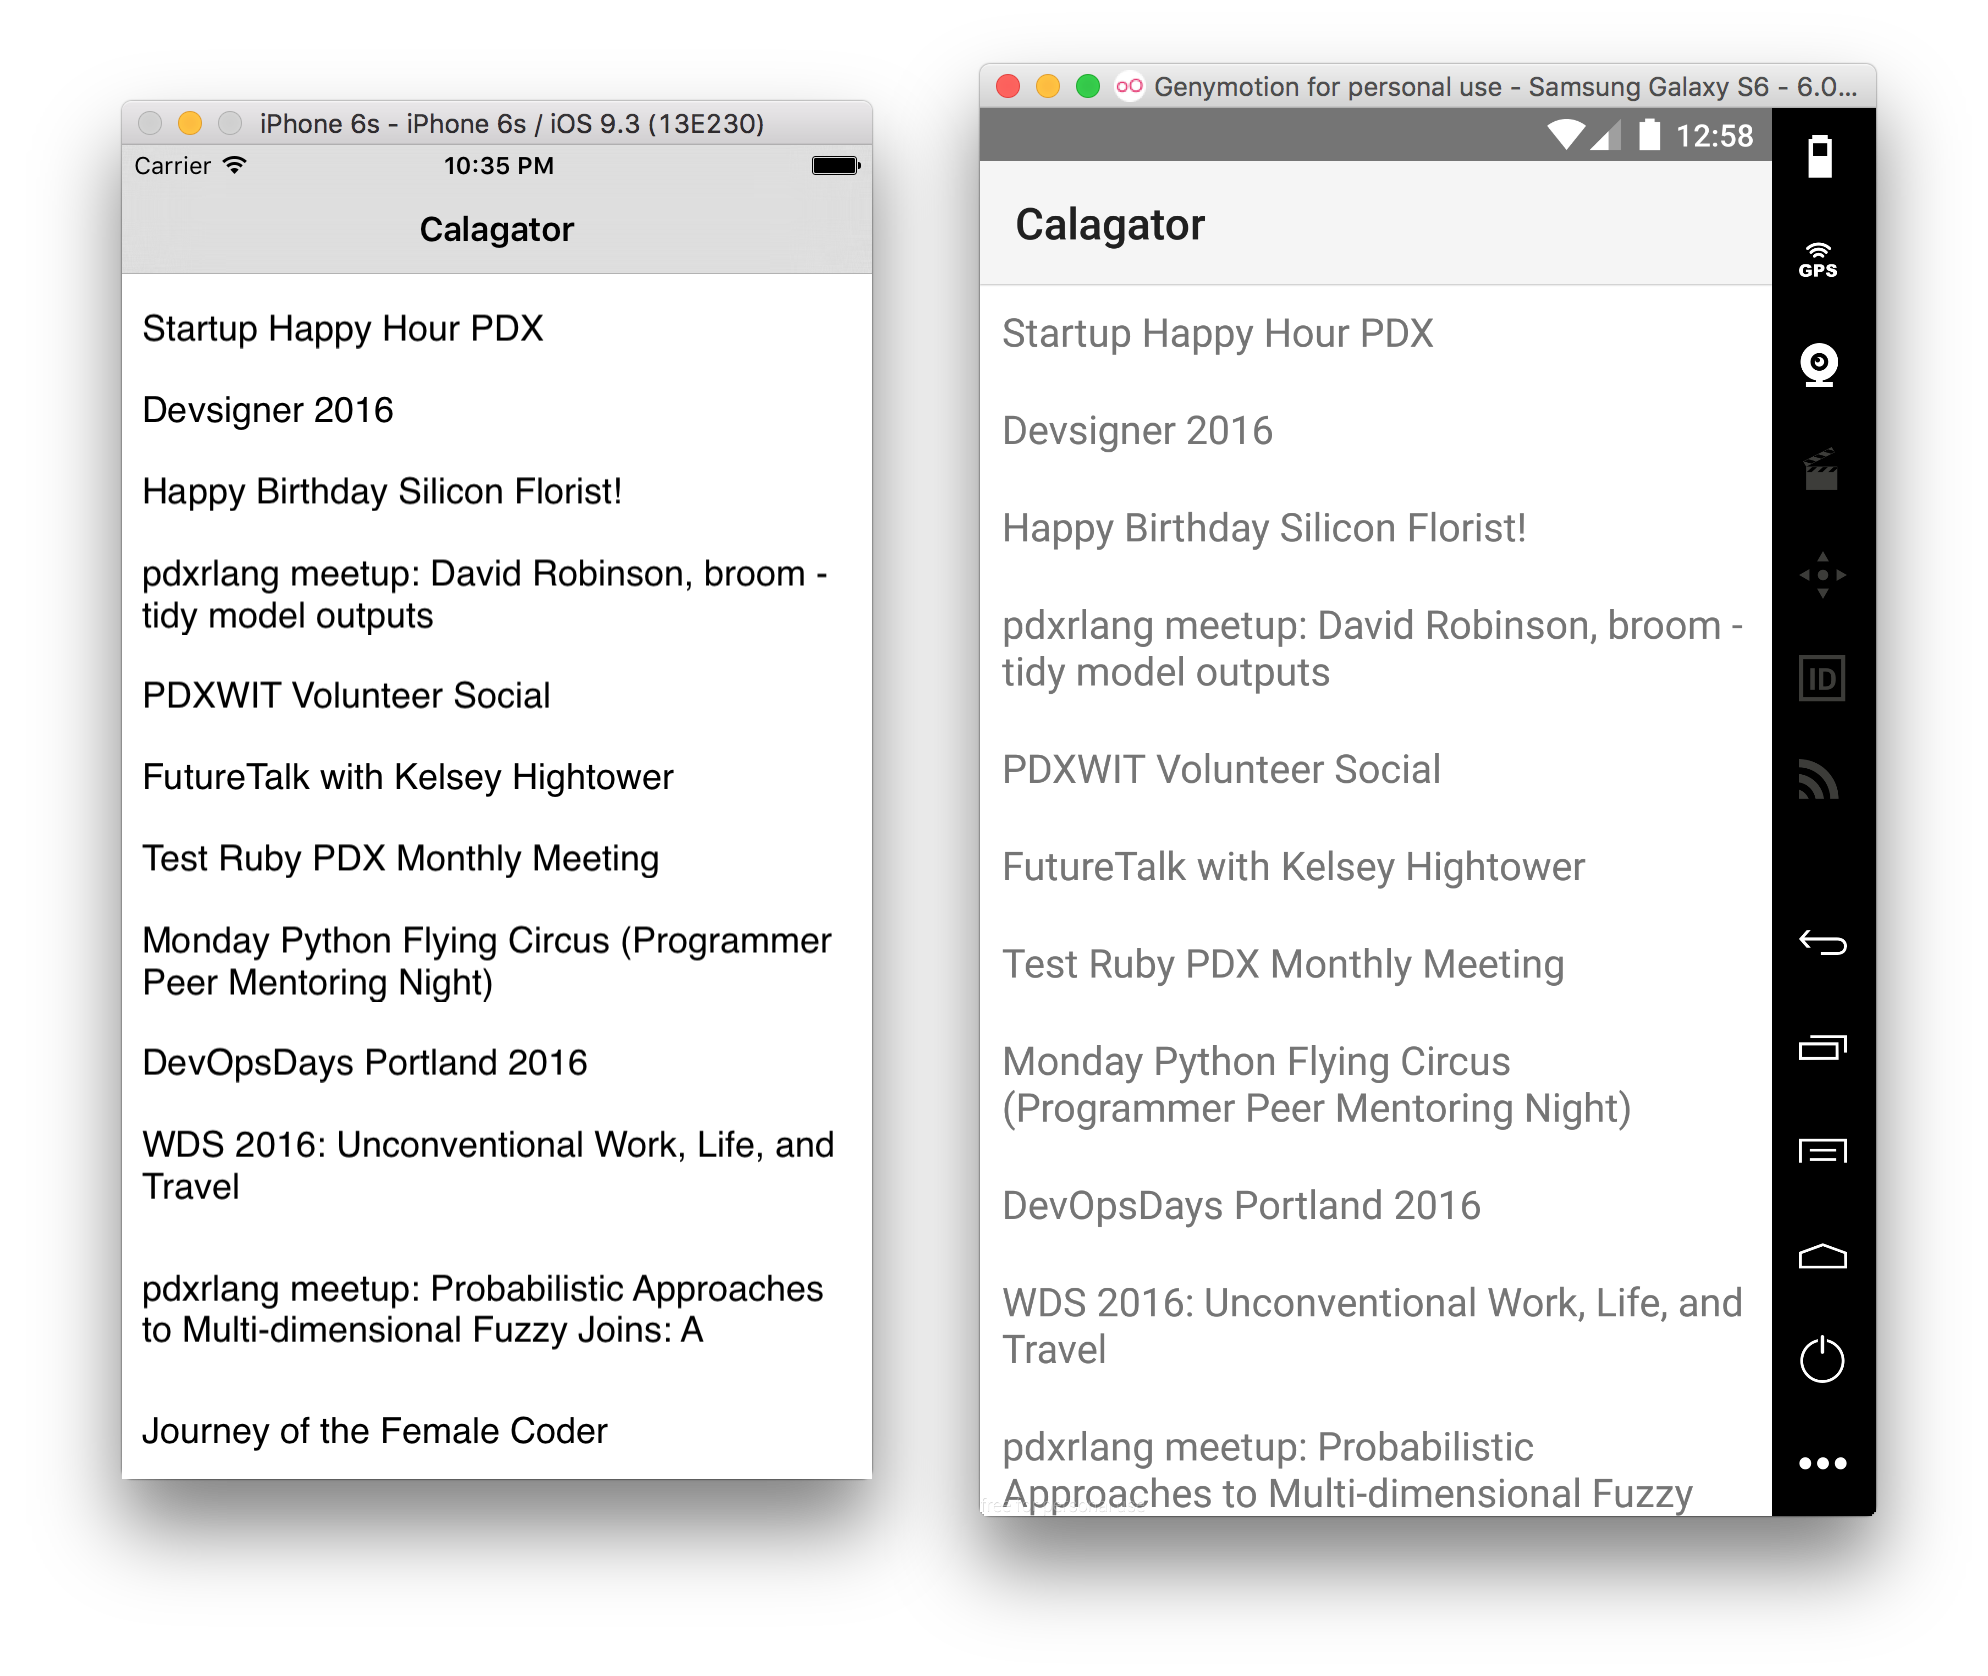 iPhone 6s - iPhone 6s / iOS 9.3 (13E230)
Carrier
10:35 PM
Calagator
Startup Happy Hour PDX
Devsigner 2016
Happy Birthday Silicon Florist!
pdxrlang meetup: David Robinson, broom -
tidy model outputs
PDXWIT Volunteer Social
FutureTalk with Kelsey Hightower
Test Ruby PDX Monthly Meeting
Monday Python Flying Circus (Programmer
Peer Mentoring Night)
DevOpsDays Portland 2016
WDS 2016: Unconventional Work, Life, and
Travel
pdxrlang meetup: Probabilistic Approaches
to Multi-dimensional Fuzzy Joins: A
Journey of the Female Coder
Genymotion for personal use - Samsung Galaxy S6 - 6.0...
12:58
Calagator
Startup Happy Hour PDX
Devsigner 2016
Happy Birthday Silicon Florist!
pdxrlang meetup: David Robinson, broom -
tidy model outputs
PDXWIT Volunteer Social
FutureTalk with Kelsey Hightower
Test Ruby PDX Monthly Meeting
Monday Python Flying Circus
(Programmer Peer Mentoring Night)
DevOpsDays Portland 2016
WDS 2016: Unconventional Work, Life, and
Travel
pdxrlang meetup: Probabilistic
Approaches to Multi-dimensional Fuzzy
GPS
ID